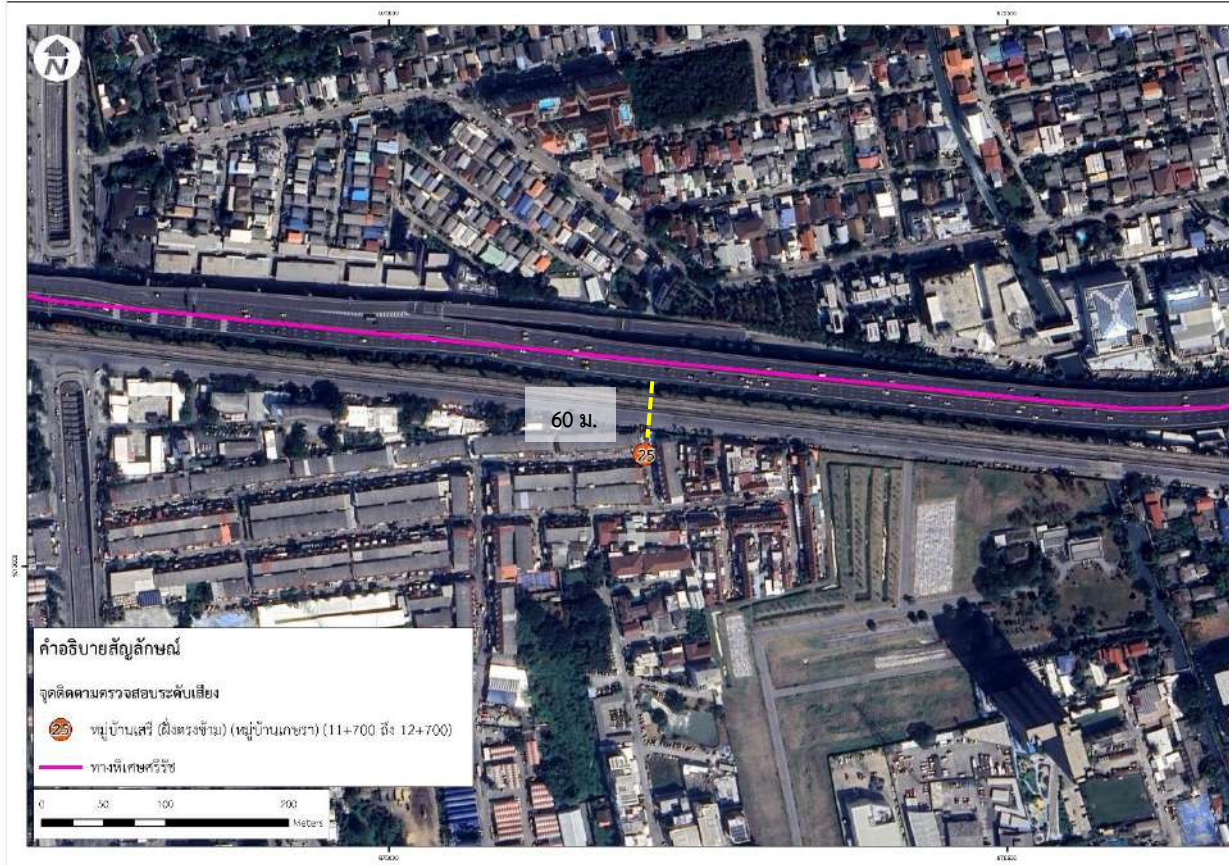 N
60 ม.
25
คำอธิบายสัญลักษณ์
จุดติดตามตรวจสอบระดับเสียง
25 หมู่บ้านเสรี (ฝั่งตรงข้าม) (หมู่บ้านเกษรา) (11+700 ถึง 12+700)
ทางพิเศษศรีรัช
0 50 100 200
Meters